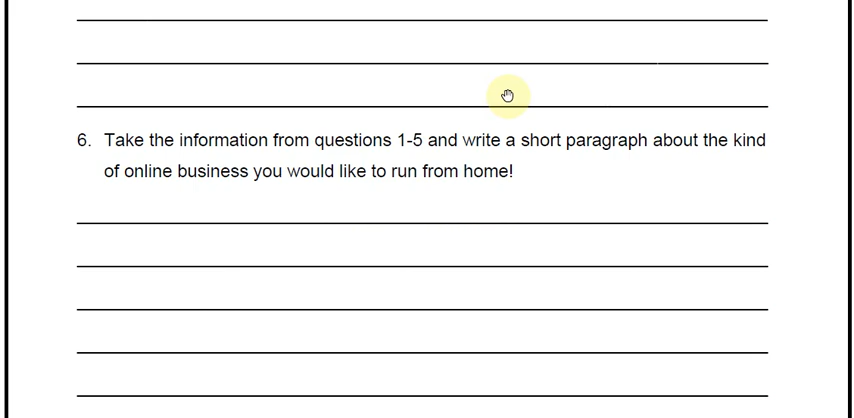 6. Take the information from questions 1-5 and write a short paragraph about the kind
of online business you would like to run from home!